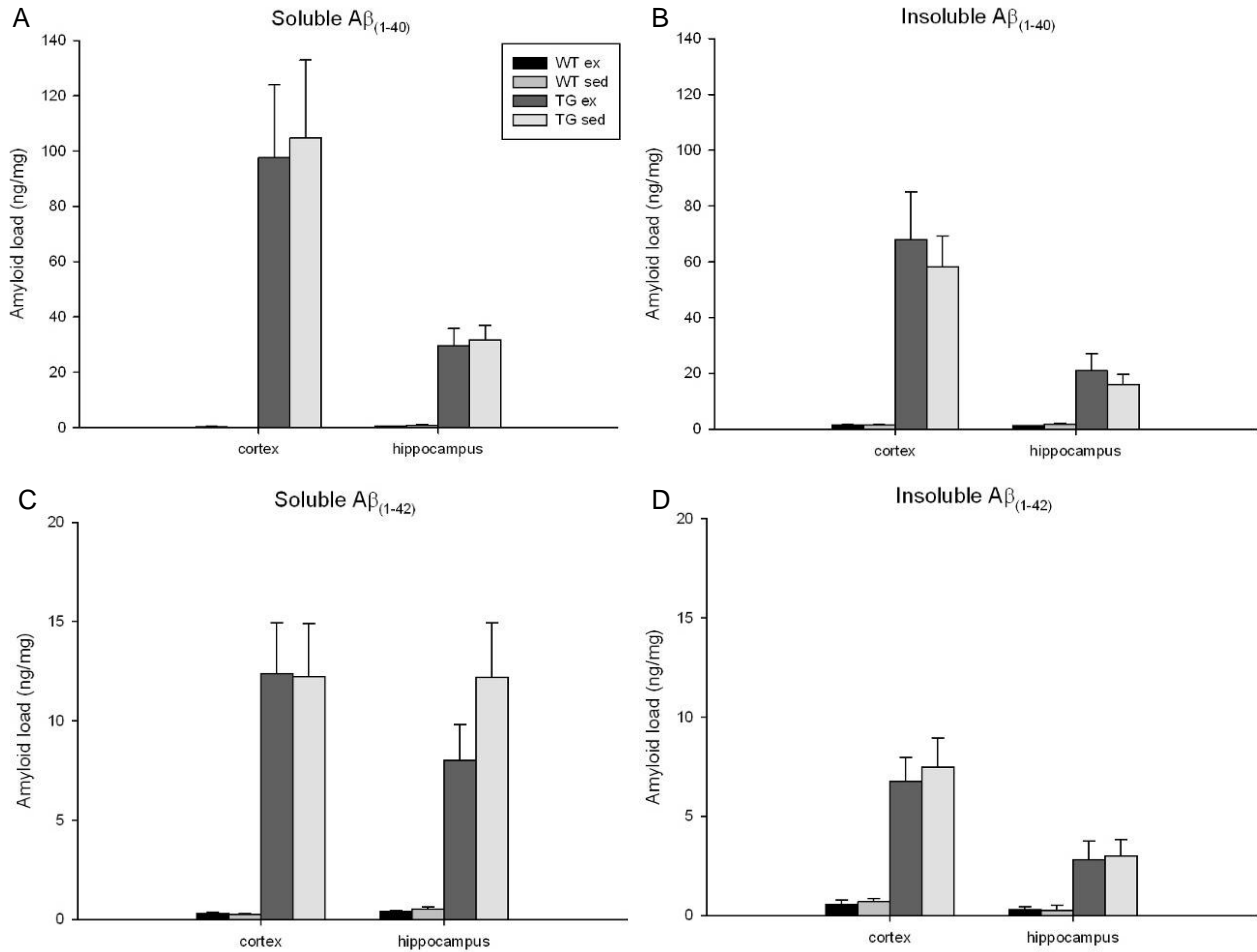 A
Soluble Aβ(1-40)
140
120
100
80
60
40
20
0
Amyloid load (ng/mg)
WT ex
WT sed
TG ex
TG sed
cortex
hippocampus
B
Insoluble Aβ(1-40)
140
120
100
80
60
40
20
0
Amyloid load (ng/mg)
cortex
hippocampus
C
Soluble Aβ(1-42)
20
15
10
5
0
Amyloid load (ng/mg)
cortex
hippocampus
D
Insoluble Aβ(1-42)
20
15
10
5
0
Amyloid load (ng/mg)
cortex
hippocampus